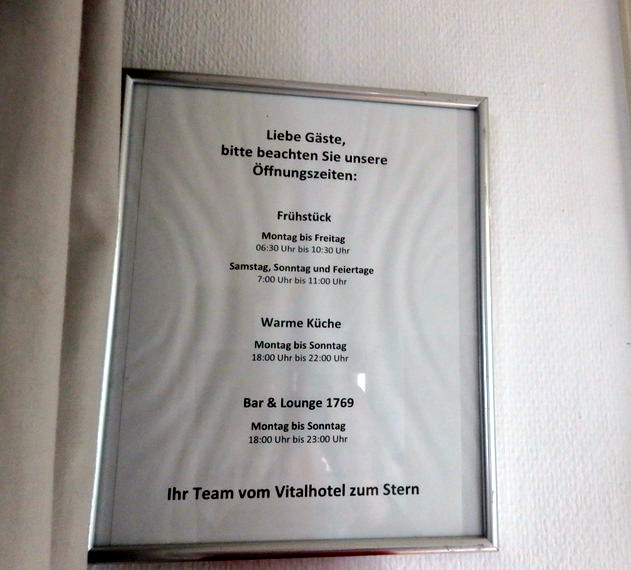 Liebe Gäste,
bitte beachten Sie unsere
Öffnungszeiten:
Frühstück
Montag bis Freitag
06:30 Uhr bis 10:30 Uhr
Samstag, Sonntag und Feiertage
7:00 Uhr bis 11:00 Uhr
Warme Küche
Montag bis Sonntag
18:00 Uhr bis 22:00 Uhr
Bar & Lounge 1769
Montag bis Sonntag
18:00 Uhr bis 23:00 Uhr
Ihr Team vom Vitalhotel zum Stern